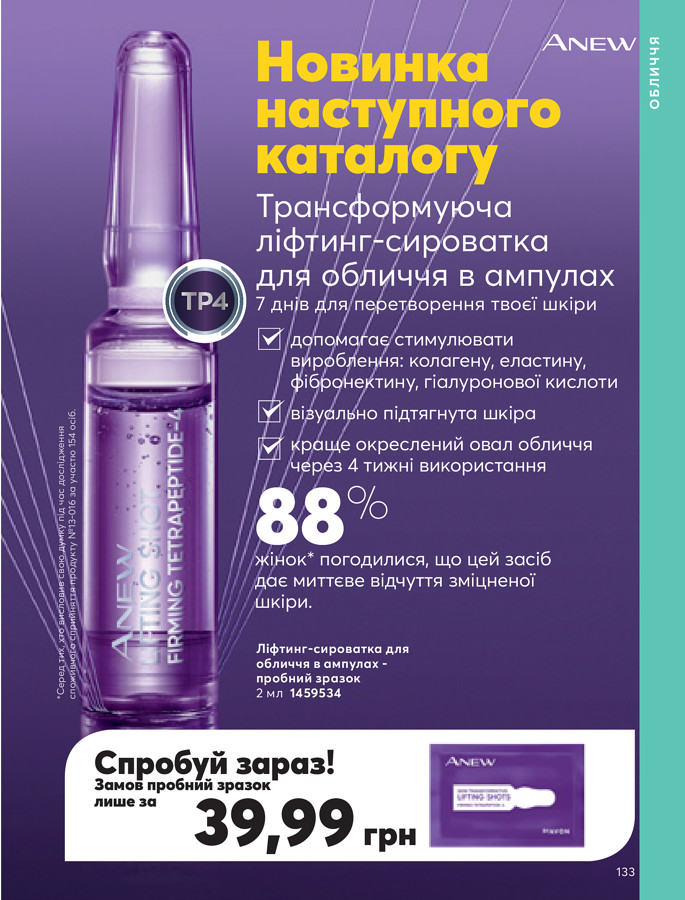 ANEW
ОБЛИЧЧЯ
Новинка
наступного
каталогу
Трансформуюча
ліфтинг-сироватка
для обличчя в ампулах
7 днів для перетворення твоєї шкіри
TP4
допомагає стимулювати
вироблення: колагену, еластину,
фібронектину, гіалуронової кислоти
візуально підтягнута шкіра
краще окреслений овал обличчя
через 4 тижні використання
88%
жінок* погодилися, що цей засіб
дає миттєве відчуття зміцненої
шкіри.
ANEW
LIFTING SHOT
FIRMING TETRAPEPTIDE-4
*Серед тих, хто висловив свою думку під час дослідження
споживчого сприйняття продукту №13-016 за участю 154 осіб.
Ліфтинг-сироватка для
обличчя в ампулах -
пробний зразок
2 мл 1459534
Спробуй зараз!
Замов пробний зразок
лише за
39,99 грн
ANEW
LIFTING SHOTS
AVON
133